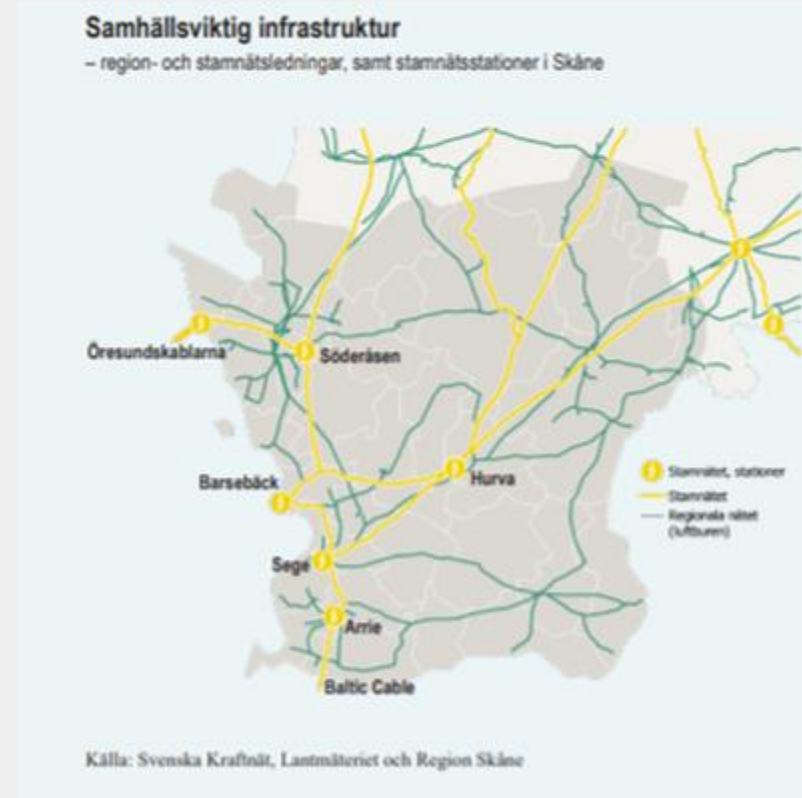 Samhällsviktig infrastruktur
– region- och stamnätsledningar, samt stamnätsstationer i Skåne
Öresundskablarna
Söderåsen
Barsebäck
Hurva
Stamnätet, stationer
Stamnätet
Regionala nätet
(luftburen)
Sege
Arrie
Baltic Cable
Källa: Svenska Kraftnät, Lantmäteriet och Region Skåne